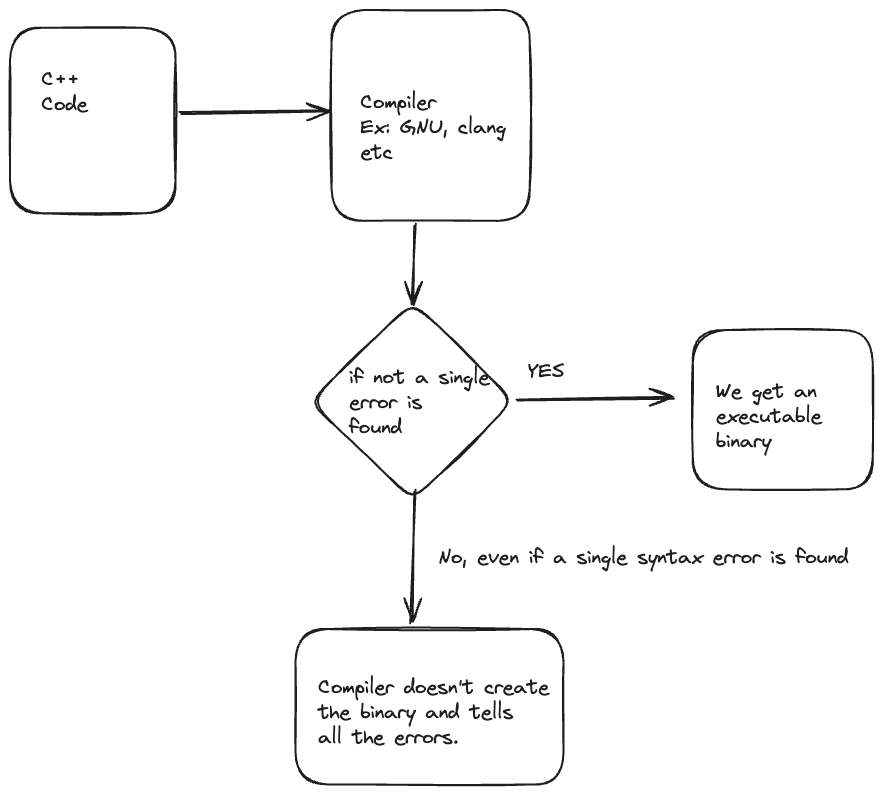 C++
Code
Compiler
Ex: GNU, clang
etc
if not a single
error is
found
YES
We get an
executable
binary
No, even if a single syntax error is found
Compiler doesn't create
the binary and tells
all the errors.